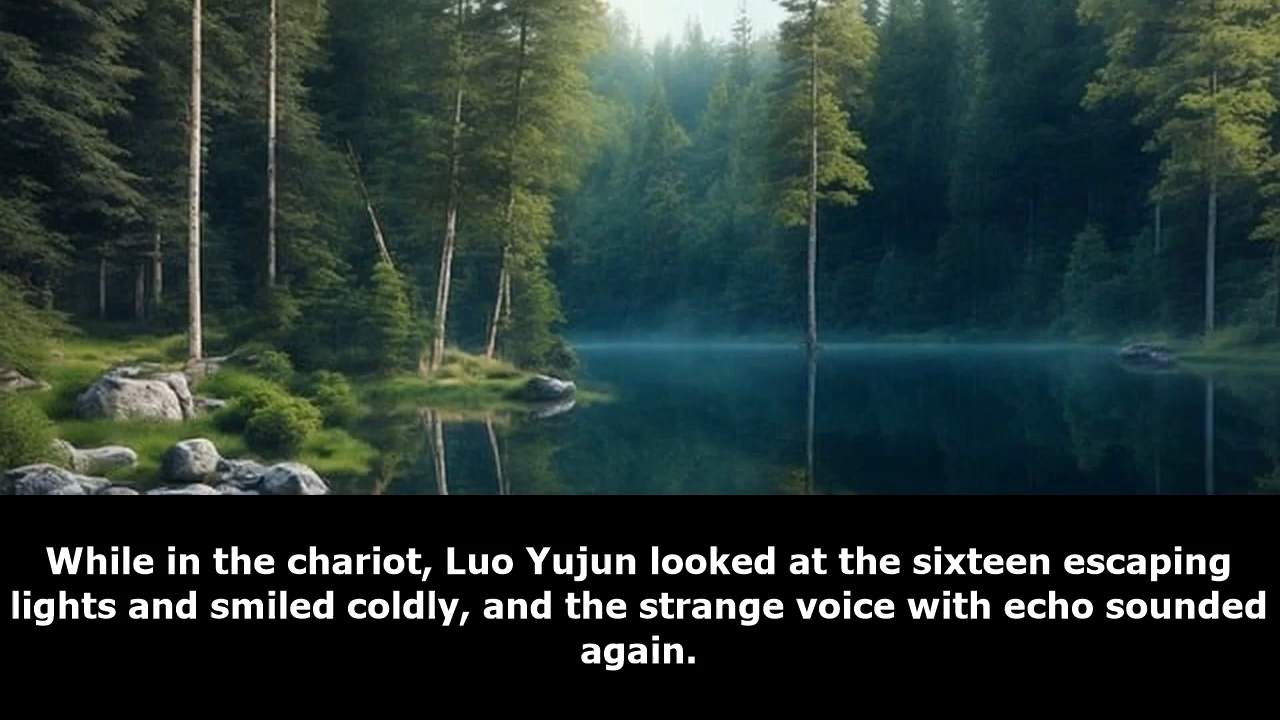 While in the chariot, Luo Yujun looked at the sixteen escaping
lights and smiled coldly, and the strange voice with echo sounded
again.